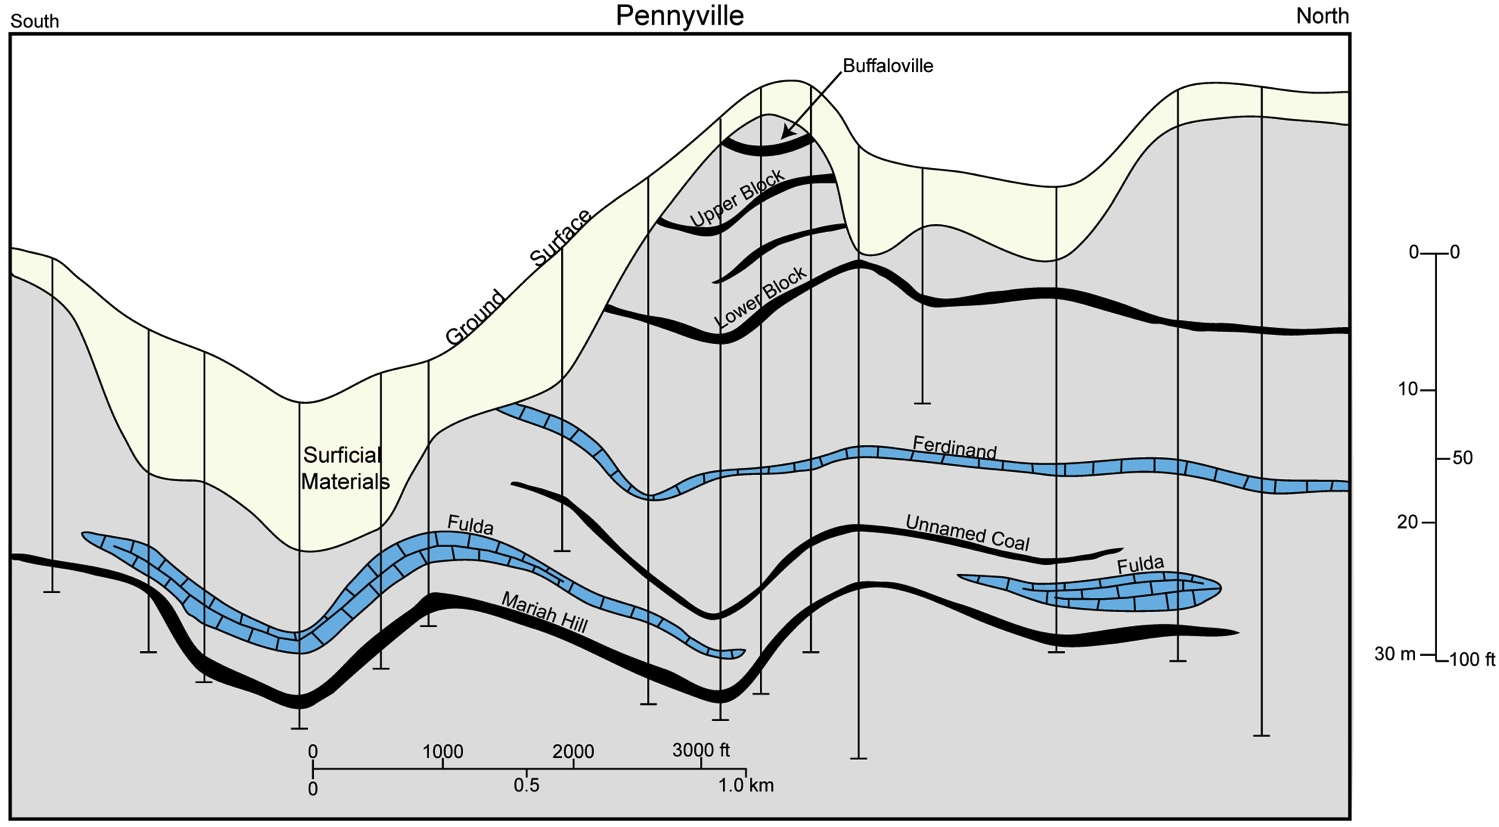 Pennyville
South
North
Buffaloville
Upper Block
Ground Surface
Lower Block
0 0
10
Ferdinand
50
Surficial
Materials
20
Fulda
Unnamed Coal
Fulda
Mariah Hill
30 m 100 ft
0 1000 2000 3000 ft
0 0.5 1.0 km